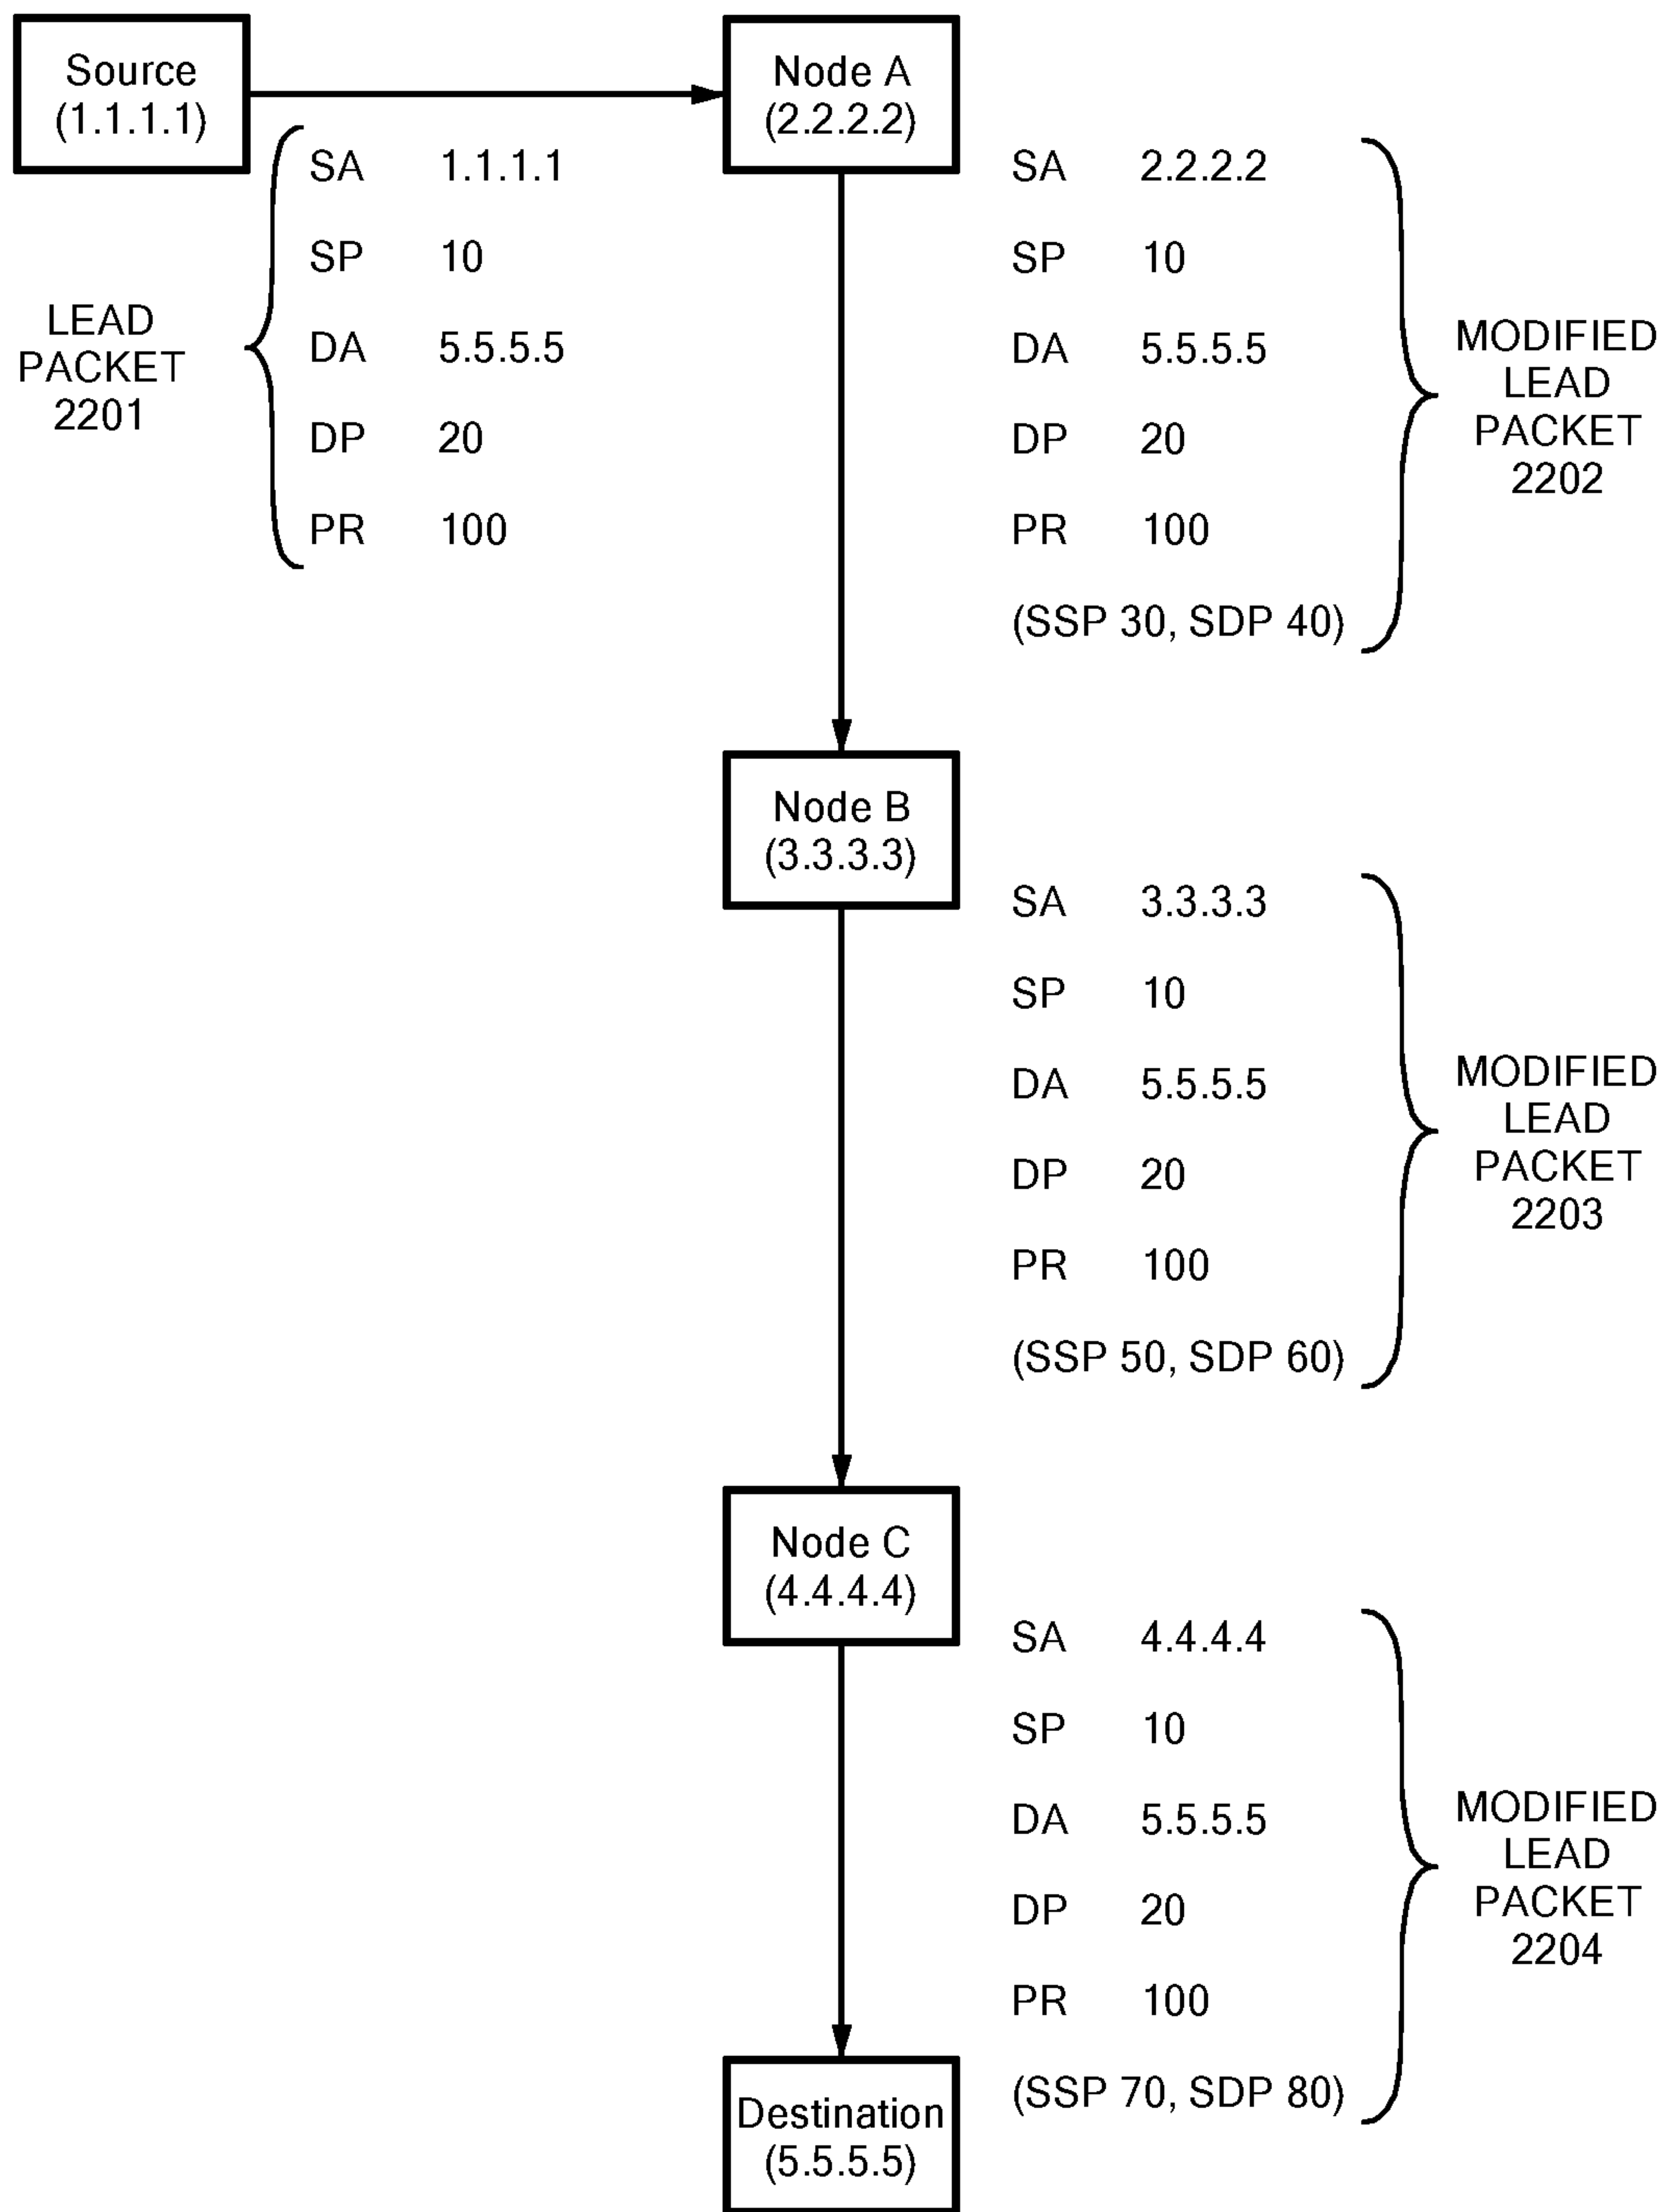 Source
(1.1.1.1)
Node A
(2.2.2.2)
LEAD
PACKET
2201
SA 1.1.1.1
SP 10
DA 5.5.5.5
DP 20
PR 100
SA 2.2.2.2
SP 10
DA 5.5.5.5
DP 20
PR 100
(SSP 30, SDP 40)
MODIFIED
LEAD
PACKET
2202
Node B
(3.3.3.3)
SA 3.3.3.3
SP 10
DA 5.5.5.5
DP 20
PR 100
(SSP 50, SDP 60)
MODIFIED
LEAD
PACKET
2203
Node C
(4.4.4.4)
SA 4.4.4.4
SP 10
DA 5.5.5.5
DP 20
PR 100
(SSP 70, SDP 80)
MODIFIED
LEAD
PACKET
2204
Destination
(5.5.5.5)